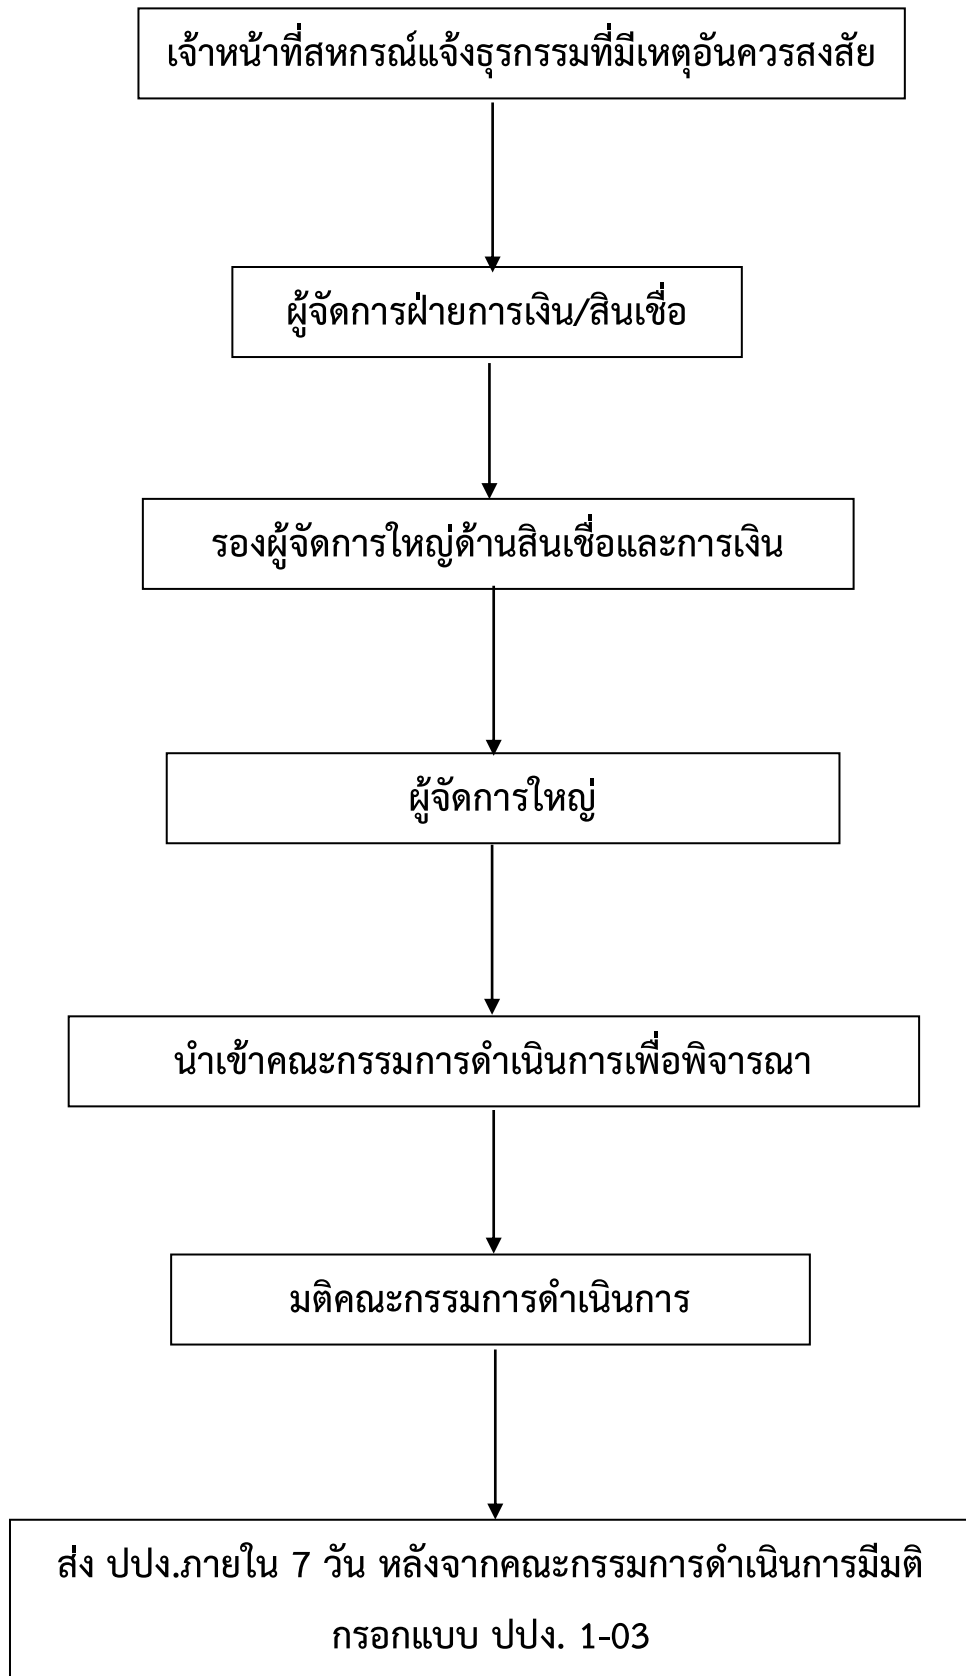 เจ้าหน้าที่สหกรณ์แจ้งธุรกรรมที่มีเหตุอันควรสงสัย
ผู้จัดการฝ่ายการเงิน/สินเชื่อ
รองผู้จัดการใหญ่ด้านสินเชื่อและการเงิน
ผู้จัดการใหญ่
นำเข้าคณะกรรมการดำเนินการเพื่อพิจารณา
มติคณะกรรมการดำเนินการ
ส่ง ปปง.ภายใน 7 วัน หลังจากคณะกรรมการดำเนินการมีมติ
กรอกแบบ ปปง. 1-03